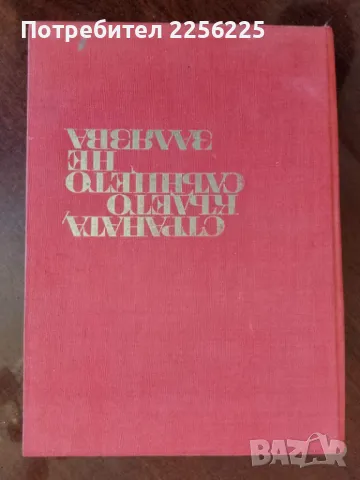 Потребител 2256225
СТРАНАТА,
КЪДЕТО
СЛЪНЦЕТО
НЕ
ЗАЛЯЗВА
bazar